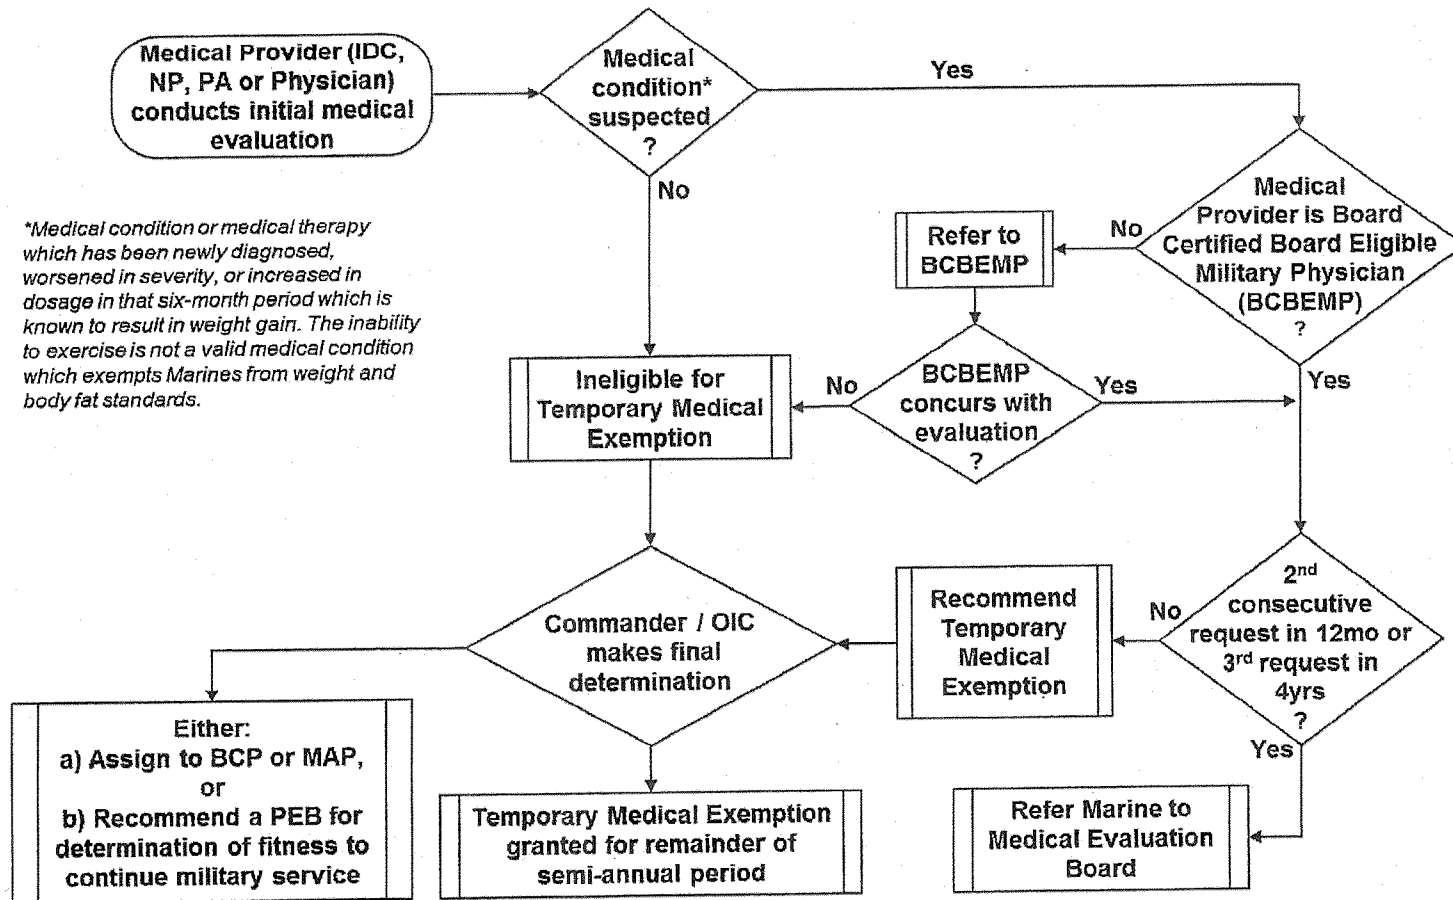 Medical Provider (IDC,
NP, PA or Physician)
conducts initial medical
evaluation
Medical
condition*
suspected
?
Yes
No
*Medical condition or medical therapy
which has been newly diagnosed,
worsened in severity, or increased in
dosage in that six-month period which is
known to result in weight gain. The inability
to exercise is not a valid medical condition
which exempts Marines from weight and
body fat standards.
Medical
Provider is Board
Certified Board Eligible
Military Physician
(BCBEMP)
?
No
Yes
Refer to
BCBEMP
BCBEMP
concurs with
evaluation
?
No
Yes
Ineligible for
Temporary Medical
Exemption
2nd
consecutive
request in 12mo or
3rd request in
4yrs
?
No
Yes
Recommend
Temporary
Medical
Exemption
Commander / OIC
makes final
determination
Either:
a) Assign to BCP or MAP,
or
b) Recommend a PEB for
determination of fitness to
continue military service
Temporary Medical Exemption
granted for remainder of
semi-annual period
Refer Marine to
Medical Evaluation
Board